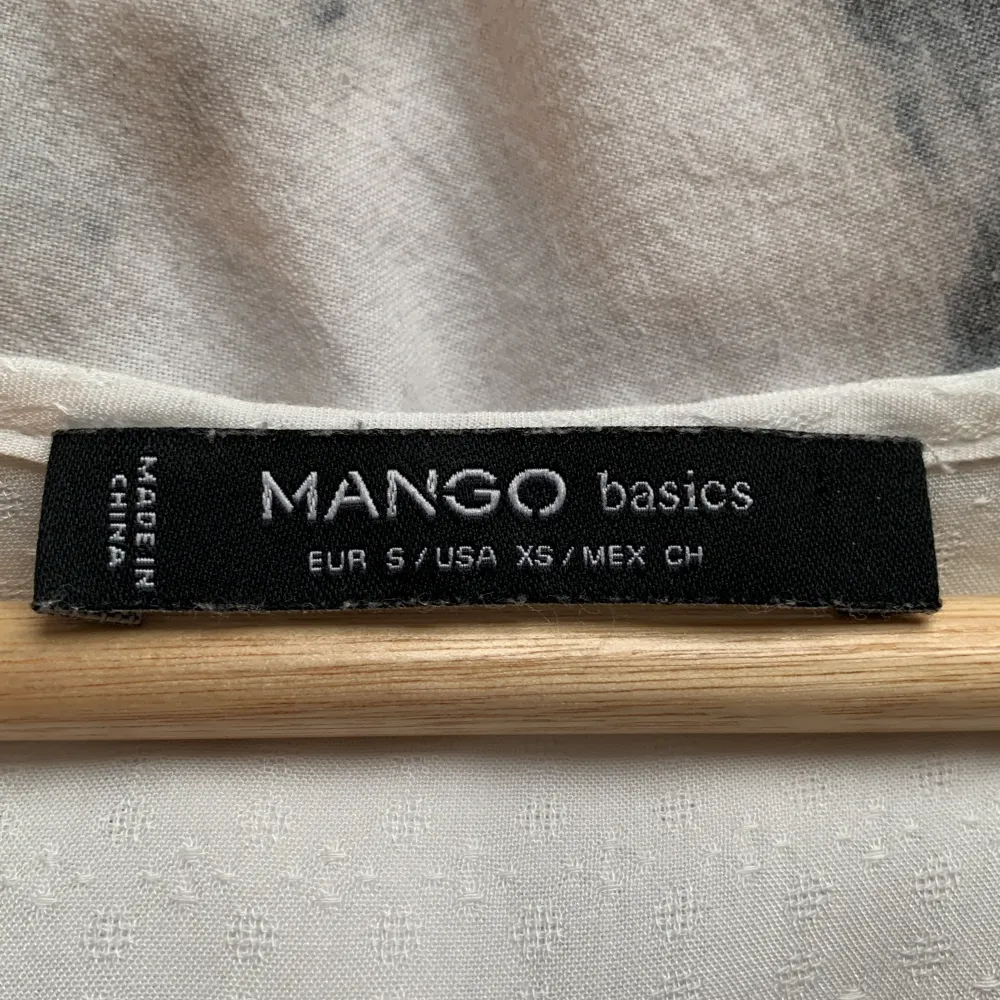 MADE IN
CHINA
MANGO basics
EUR S / USA XS / MEX CH